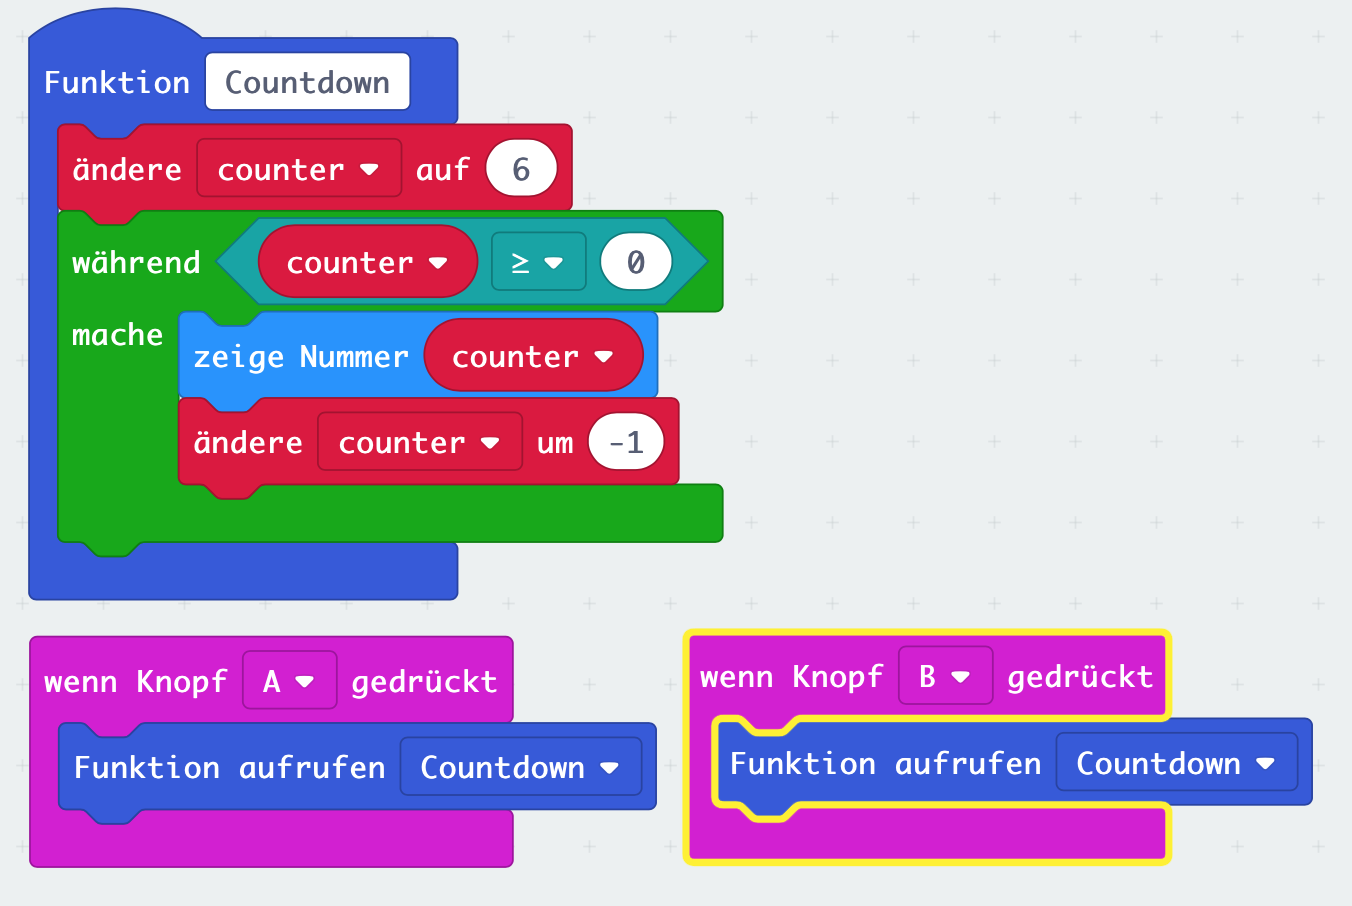 Funktion Countdown
ändere counter auf 6
während counter ≥ 0
mache
zeige Nummer counter
ändere counter um -1
wenn Knopf A gedrückt
Funktion aufrufen Countdown
wenn Knopf B gedrückt
Funktion aufrufen Countdown